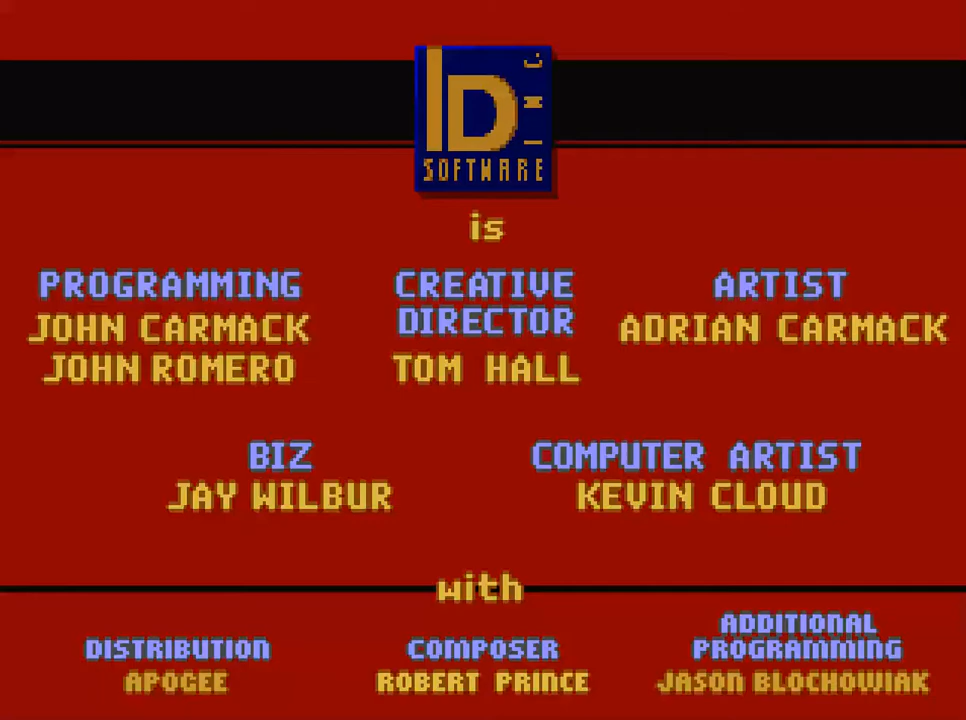 ID
INC
SOFTWARE
is
PROGRAMMING
JOHN CARMACK
JOHN ROMERO
CREATIVE
DIRECTOR
TOM HALL
ARTIST
ADRIAN CARMACK
BIZ
JAY WILBUR
COMPUTER ARTIST
KEVIN CLOUD
with
DISTRIBUTION
APOGEE
COMPOSER
ROBERT PRINCE
ADDITIONAL
PROGRAMMING
JASON BLOCHOWIAK